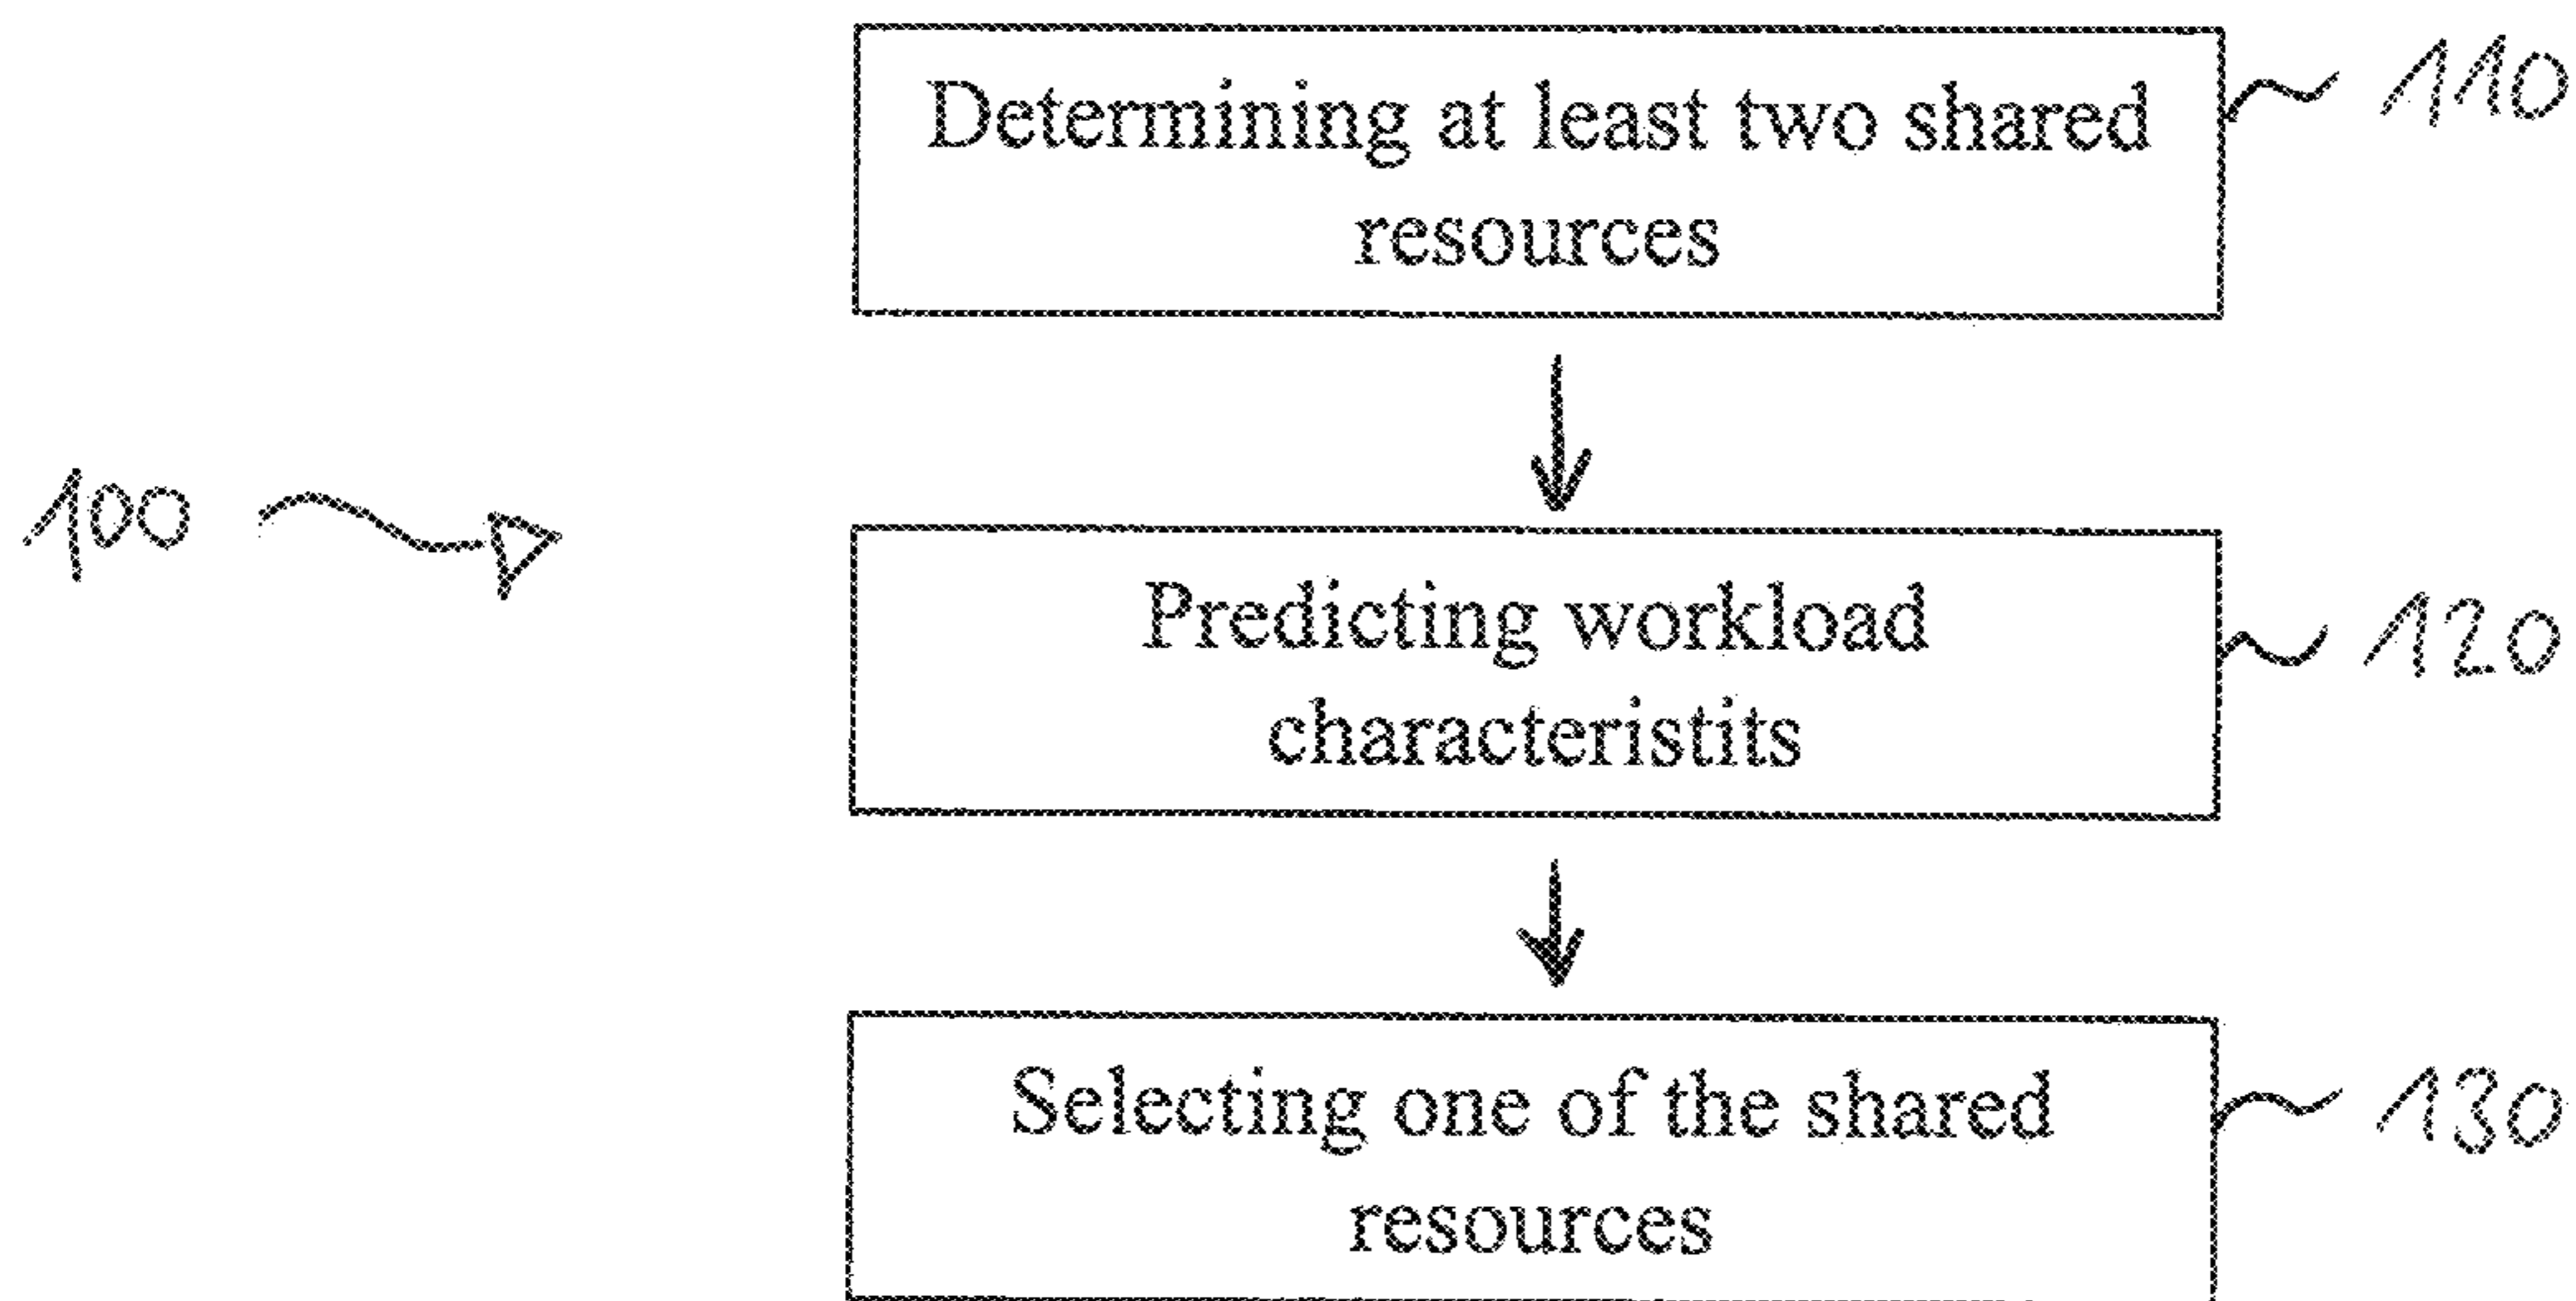 Determining at least two shared
resources
110
100
Predicting workload
characteristits
120
Selecting one of the shared
resources
130